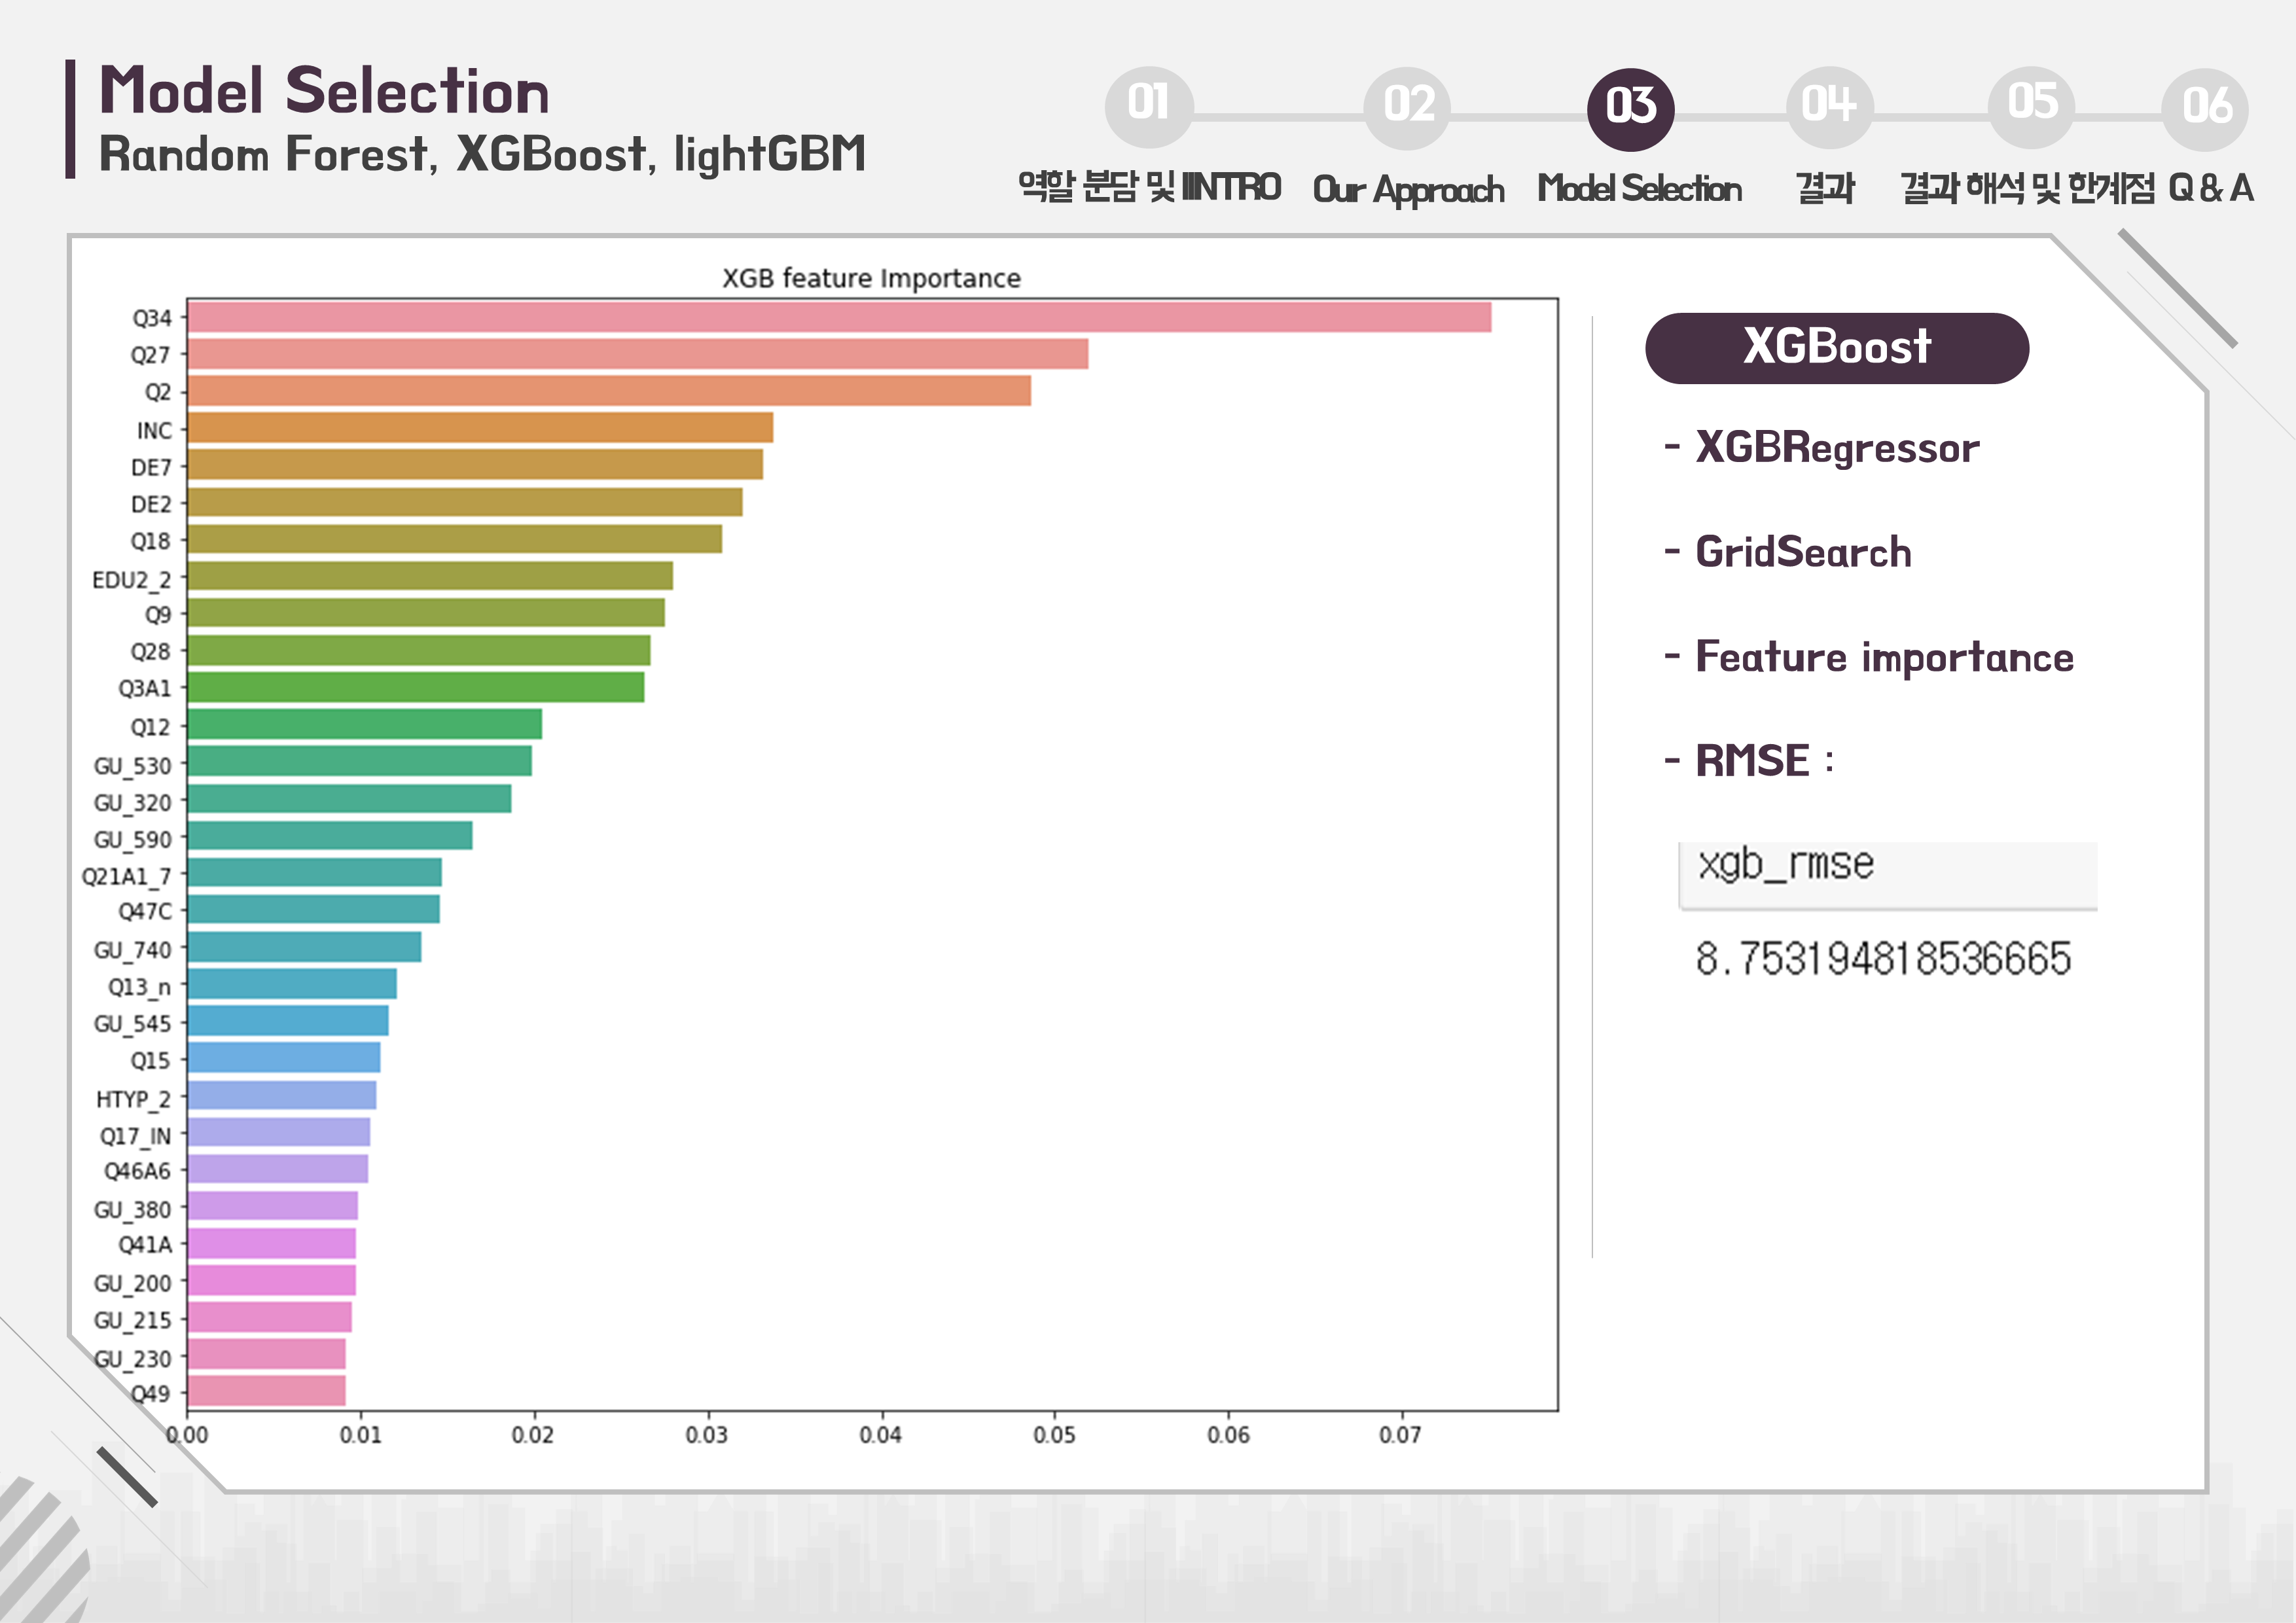 Model Selection
Random Forest, XGBoost, lightGBM
01
02
03
04
05
06
역할 분담 및 IINTRO
Our Approach
Model Selection
결과
결과 해석 및 한계점
Q & A
XGB feature Importance
Q34
Q27
Q2
INC
DE7
DE2
Q18
EDU2_2
Q9
Q28
Q3A1
Q12
GU_530
GU_320
GU_590
Q21A1_7
Q47C
GU_740
Q13_n
GU_545
Q15
HTYP_2
Q17_IN
Q46A6
GU_380
Q41A
GU_200
GU_215
GU_230
Q49
0.00 0.01 0.02 0.03 0.04 0.05 0.06 0.07
XGBoost
- XGBRegressor
- GridSearch
- Feature importance
- RMSE :
xgb_rmse
8.753194818536665